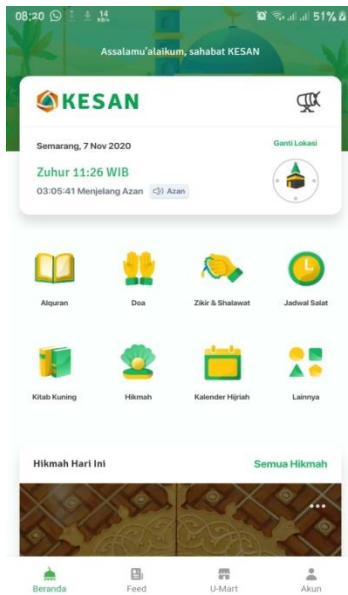 08:20
14
51%
Assalamu'alaikum, sahabat KESAN
KESAN
Semarang, 7 Nov 2020
Ganti Lokasi
Zuhur 11:26 WIB
03:05:41 Menjelang Azan
Azan
Alquran
Doa
Zikir & Shalawat
Jadwal Salat
Kitab Kuning
Hikmah
Kalender Hijriah
Lainnya
Hikmah Hari Ini
Semua Hikmah
Beranda
Feed
U-Mart
Akun